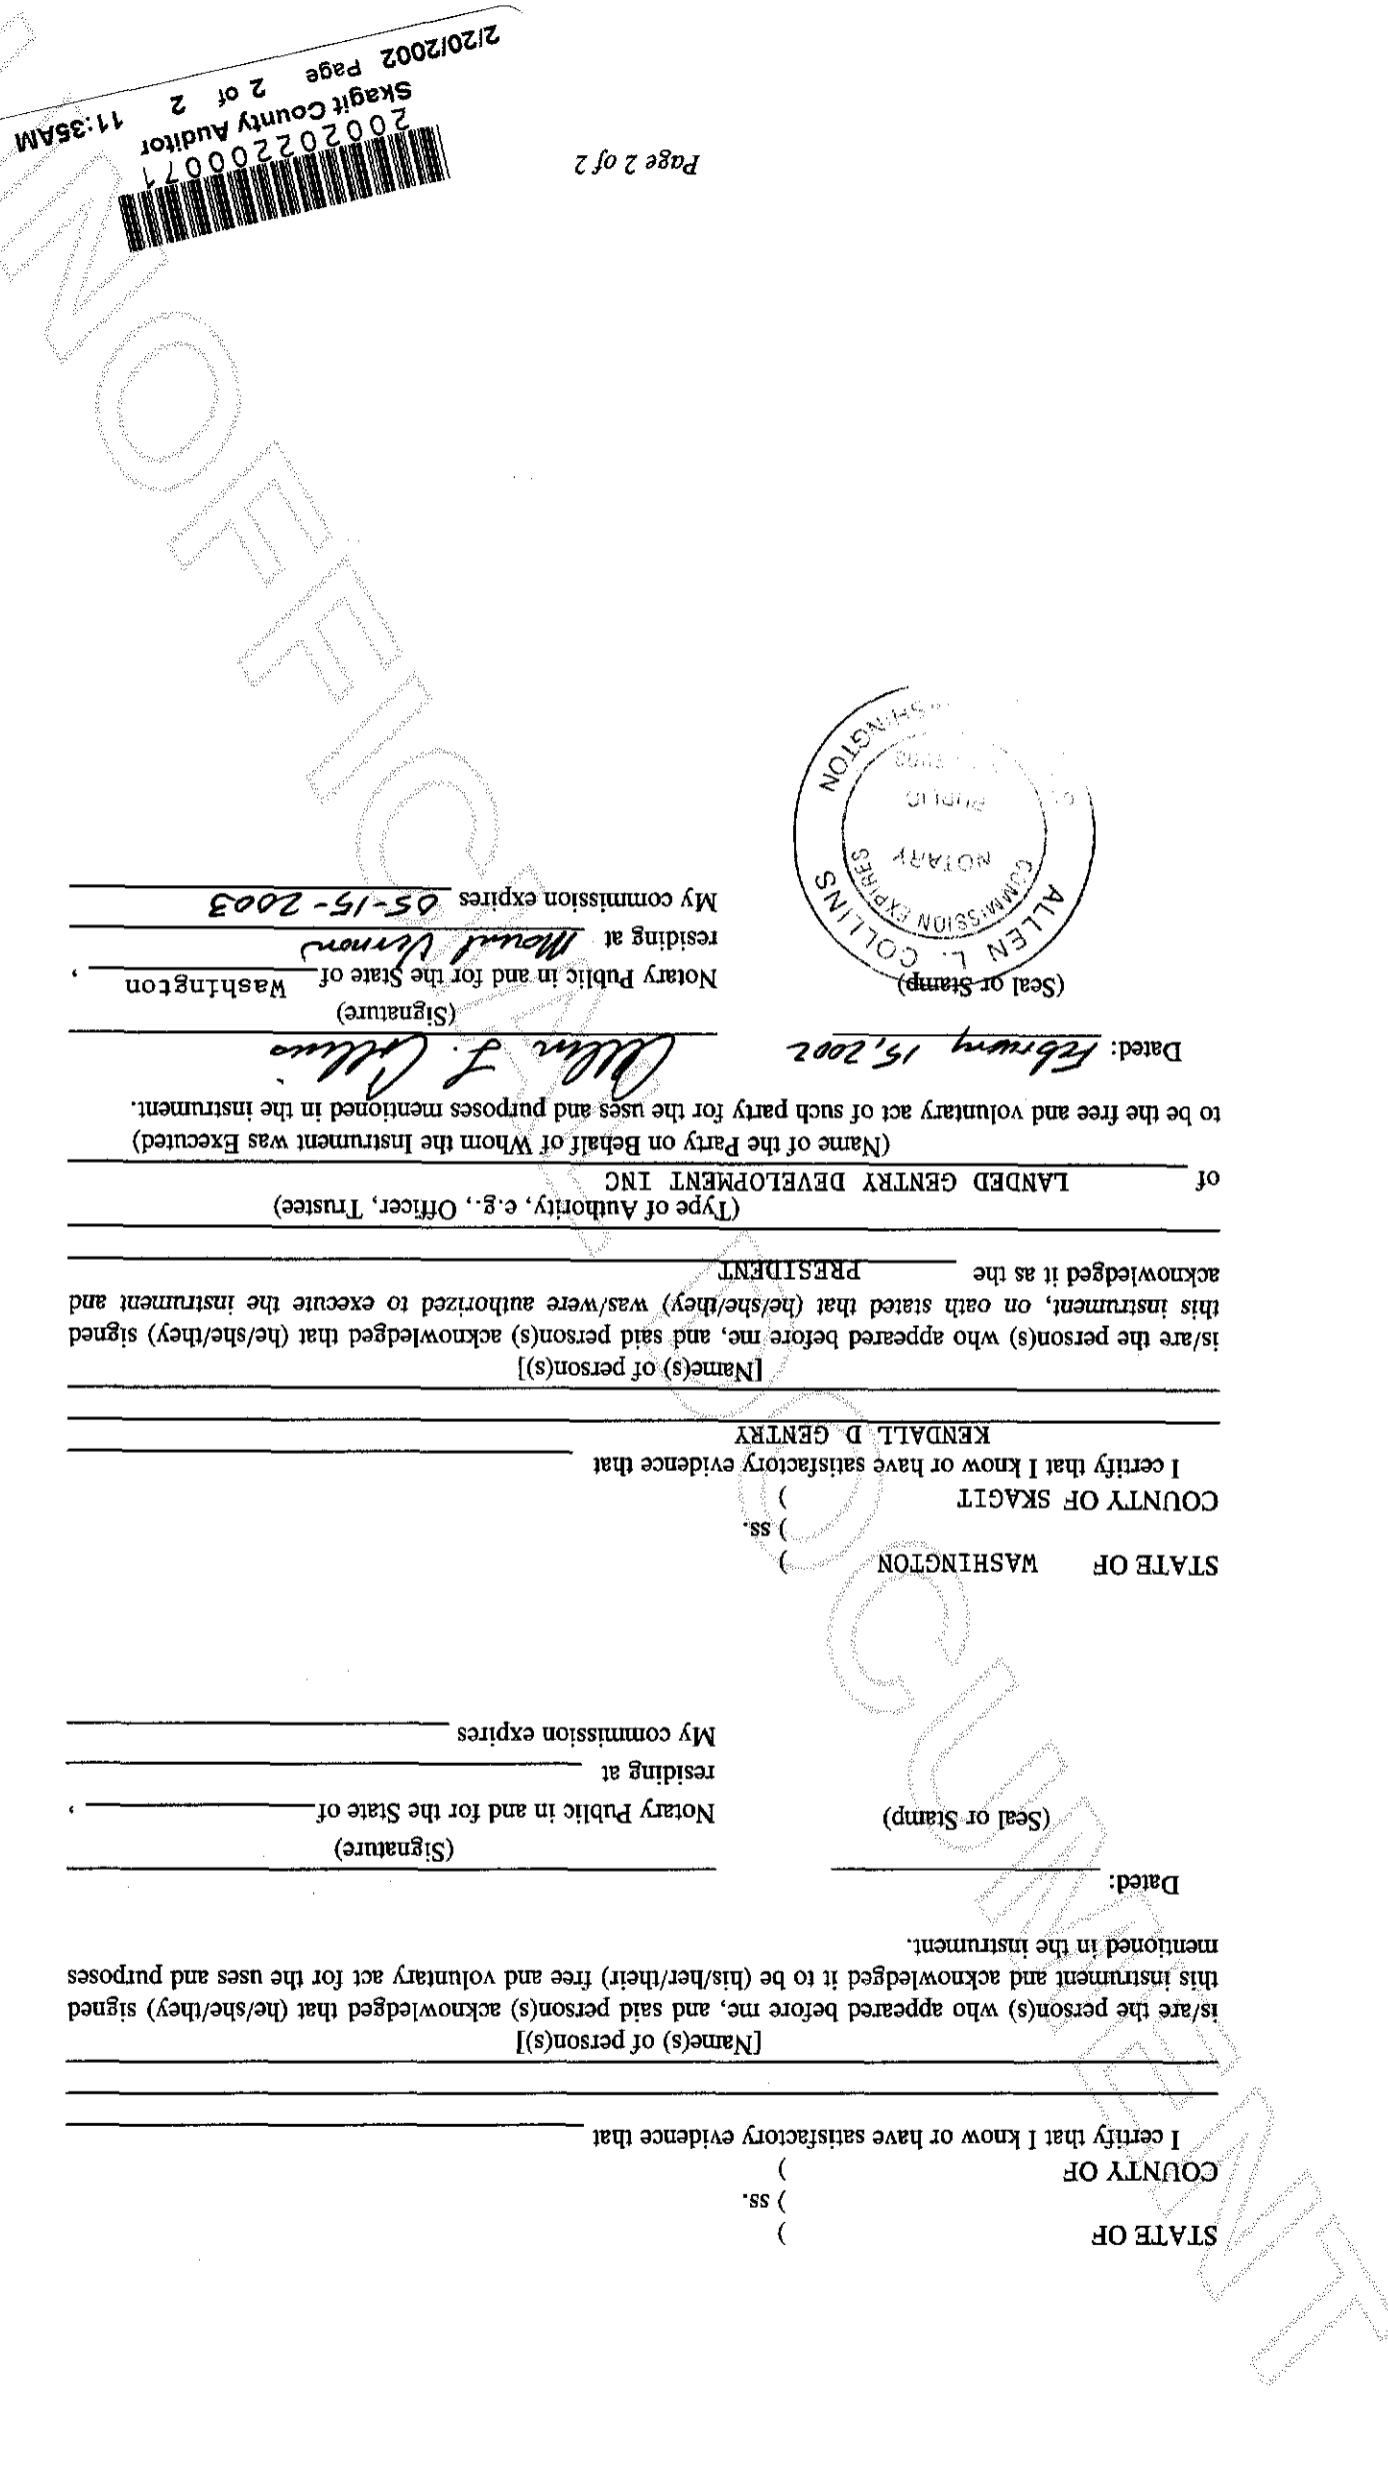 STATE OF )
) ss.
COUNTY OF )
I certify that I know or have satisfactory evidence that
[Name(s) of person(s)]
is/are the person(s) who appeared before me, and said person(s) acknowledged that (he/she/they) signed
this instrument and acknowledged it to be (his/her/their) free and voluntary act for the uses and purposes
mentioned in the instrument.
Dated:
(Signature)
(Seal or Stamp)
Notary Public in and for the State of ,
residing at
My commission expires
STATE OF WASHINGTON )
) ss.
COUNTY OF SKAGIT )
I certify that I know or have satisfactory evidence that
KENDALL D GENTRY
[Name(s) of person(s)]
is/are the person(s) who appeared before me, and said person(s) acknowledged that (he/she/they) signed
this instrument, on oath stated that (he/she/they) was/were authorized to execute the instrument and
acknowledged it as the PRESIDENT
(Type of Authority, e.g., Officer, Trustee)
of LANDED GENTRY DEVELOPMENT INC
(Name of the Party on Behalf of Whom the Instrument was Executed)
to be the free and voluntary act of such party for the uses and purposes mentioned in the instrument.
Dated: February 15, 2002 Allen L. Collins
(Signature)
(Seal or Stamp)
Notary Public in and for the State of Washington ,
residing at Mount Vernon
My commission expires 05-15-2003
ALLEN L. COLLINS
COMMISSION EXPIRES
NOTARY
PUBLIC
Page 2 of 2
200202200071
Skagit County Auditor
2/20/2002 Page 2 of 2 11:35AM
UNOFFICIAL DOCUMENT